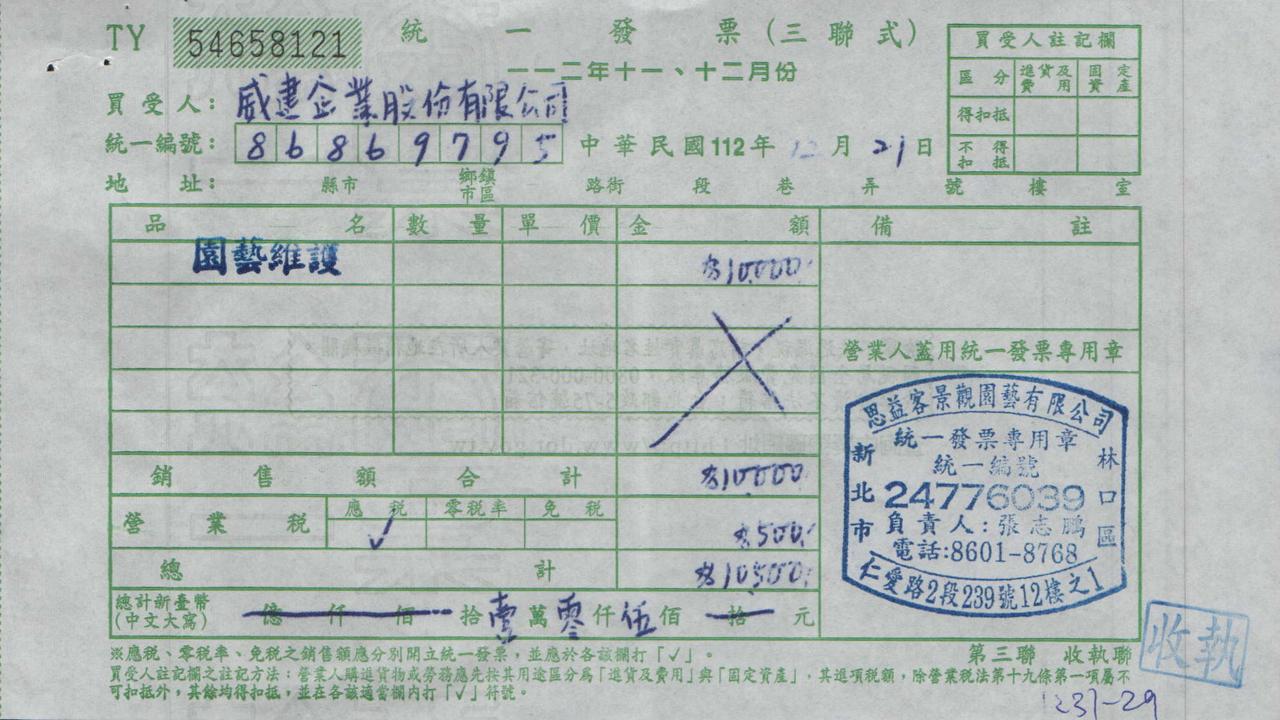 TY 54658121 統一發票(三聯式)
一一二年十一、十二月份
買受人註記欄
區分 進貨及費用 固定資產
得扣抵
不得扣抵
買受人: 威建企業股份有限公司
統一編號: 86869795 中華民國112年12月21日
地址: 縣市 鄉鎮市區 路街 段 巷 弄 號 樓 室
品名 數量 單價 金額 備註
園藝維護 $10,000.
營業人蓋用統一發票專用章
思益客景觀園藝有限公司
統一發票專用章
統一編號
24776039
負責人:張志鵬
電話:8601-8768
新北市
林口區
仁愛路2段239號12樓之1
銷售額合計 $10,000
營業稅 應稅 零稅率 免稅
✓ $500.
總計 $10,500.
總計新臺幣(中文大寫) 億仟佰拾壹萬零仟伍佰拾元
※應稅、零稅率、免稅之銷售額應分別開立統一發票,並應於各該欄打「✓」。
第三聯 收執聯
買受人註記欄之註記方法:營業人購進貨物或勞務應先按其用途區分為「進貨及費用」與「固定資產」,其進項稅額,除營業稅法第十九條第一項屬不
可扣抵外,其餘均得扣抵,並在各該適當欄內打「✓」符號。
收執
1231-29